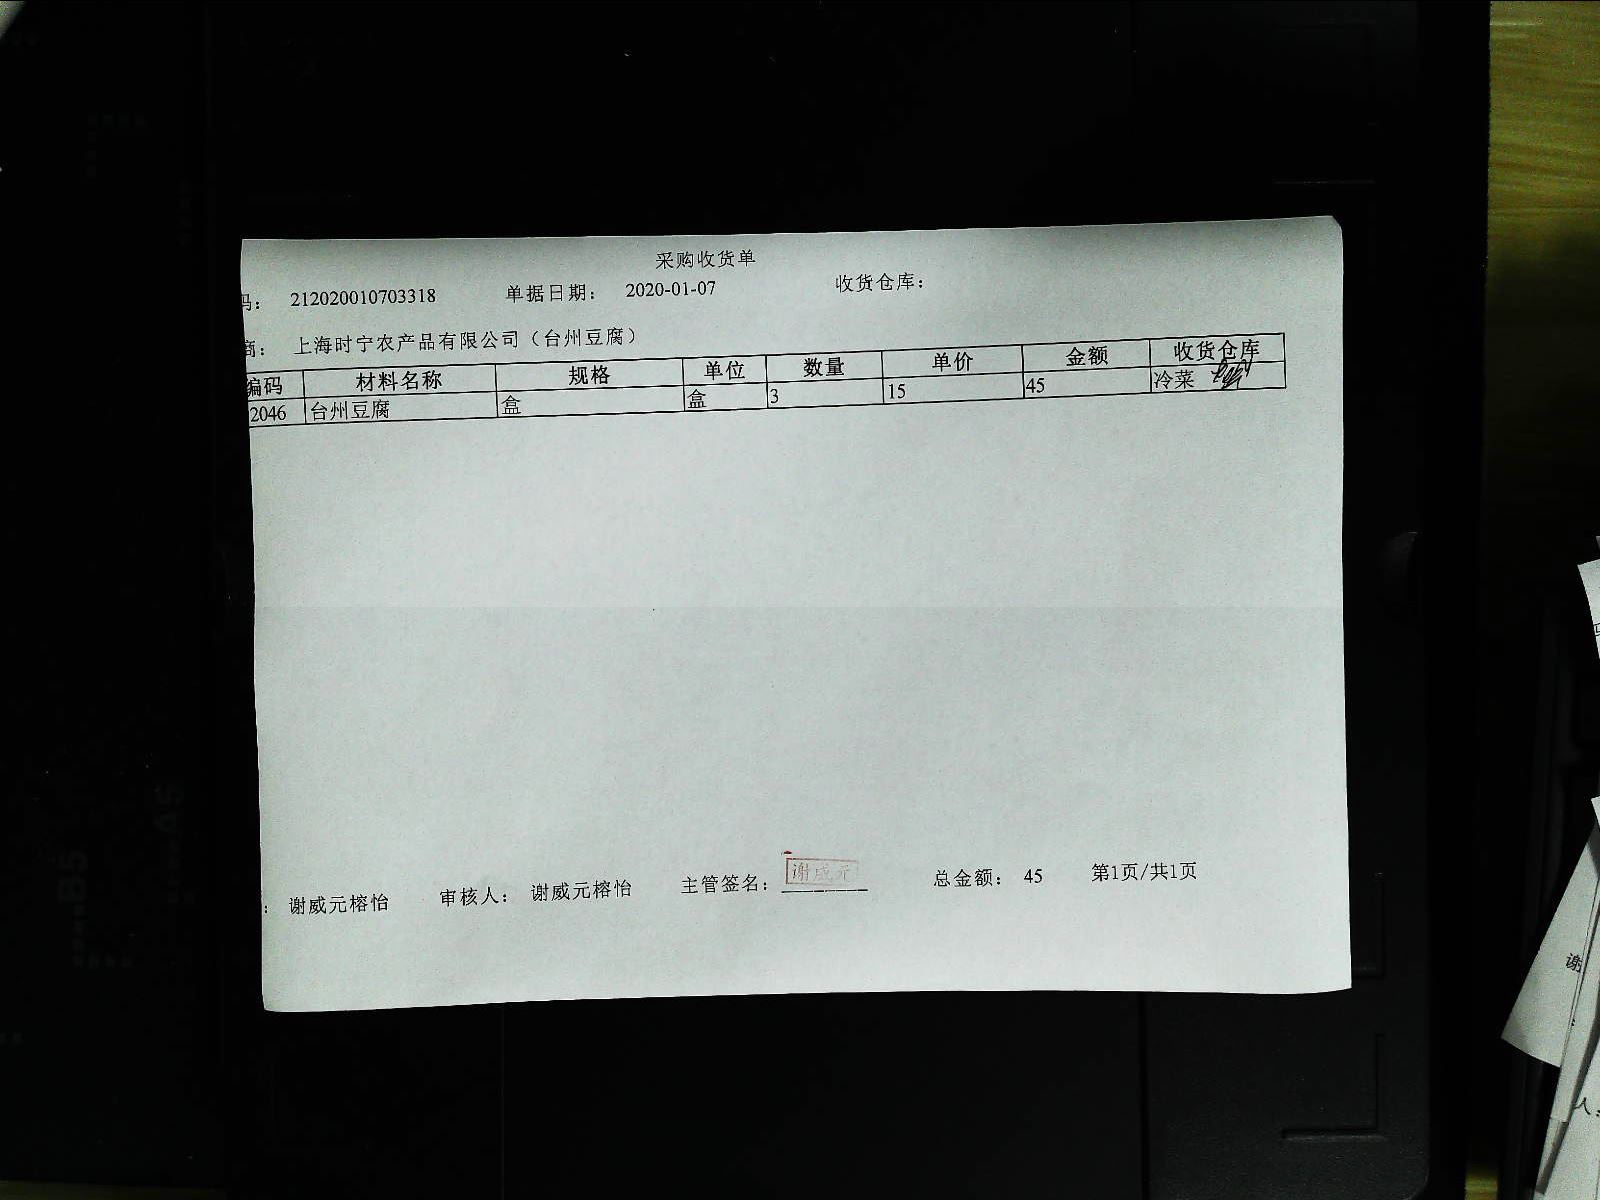 采购收货单
码： 212020010703318 单据日期： 2020-01-07 收货仓库：
商： 上海时宁农产品有限公司（台州豆腐）
编码 材料名称 规格 单位 数量 单价 金额 收货仓库
2046 台州豆腐 盒 盒 3 15 45 冷菜
： 谢威元榕怡 审核人： 谢威元榕怡 主管签名： 谢威元 总金额： 45 第1页/共1页
B5
A5
谢
人：